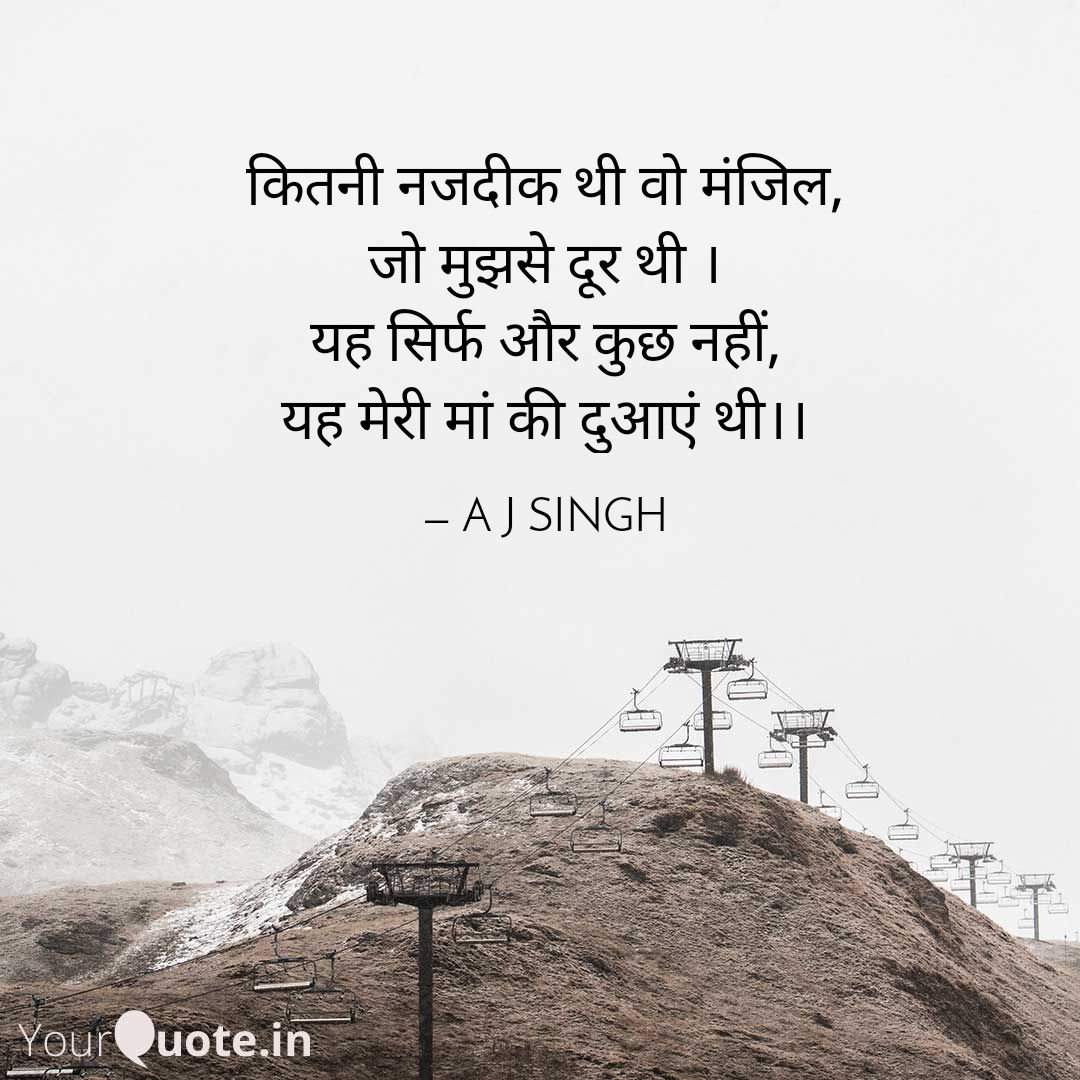 कितनी नजदीक थी वो मंजिल,
जो मुझसे दूर थी ।
यह सिर्फ और कुछ नहीं,
यह मेरी मां की दुआएं थी।।
– A J SINGH
YourQuote.in